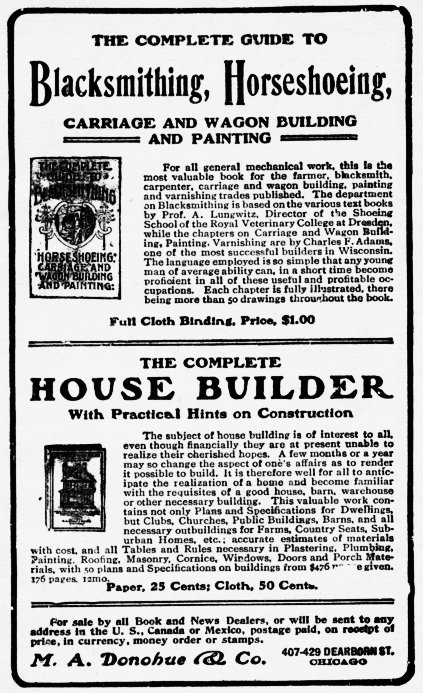 THE COMPLETE GUIDE TO
Blacksmithing, Horseshoeing,
CARRIAGE AND WAGON BUILDING
AND PAINTING
THE COMPLETE
GUIDE TO
BLACKSMITHING
HORSESHOEING,
CARRIAGE AND
WAGON BUILDING
AND PAINTING:
For all general mechanical work, this is the
most valuable book for the farmer, blacksmith,
carpenter, carriage and wagon building, painting
and varnishing trades published. The department
on Blacksmithing is based on the various text books
by Prof. A. Lungwitz, Director of the Shoeing
School of the Royal Veterinary College at Dresden,
while the chapters on Carriage and Wagon Build-
ing, Painting, Varnishing are by Charles F. Adams,
one of the most successful builders in Wisconsin.
The language employed is so simple that any young
man of average ability can, in a short time become
proficient in all of these useful and profitable oc-
cupations. Each chapter is fully illustrated, there
being more than 50 drawings throughout the book.
Full Cloth Binding, Price, $1.00
THE COMPLETE
HOUSE BUILDER
With Practical Hints on Construction
The subject of house building is of interest to all,
even though financially they are at present unable to
realize their cherished hopes. A few months or a year
may so change the aspect of one's affairs as to render
it possible to build. It is therefore well for all to antic-
ipate the realization of a home and become familiar
with the requisites of a good house, barn, warehouse
or other necessary building. This valuable work con-
tains not only Plans and Specifications for Dwellings,
but Clubs, Churches, Public Buildings, Barns, and all
necessary outbuildings for Farms, Country Seats, Sub-
urban Homes, etc.; accurate estimates of materials
with cost, and all Tables and Rules necessary in Plastering, Plumbing,
Painting, Roofing, Masonry, Cornice, Windows, Doors and Porch Mate-
rials, with 50 plans and Specifications on buildings from $476 given.
176 pages, 12mo.
Paper, 25 Cents; Cloth, 50 Cents.
For sale by all Book and News Dealers, or will be sent to any
address in the U. S., Canada or Mexico, postage paid, on receipt of
price, in currency, money order or stamps.
M. A. Donohue & Co.
407-429 DEARBORN ST.
CHICAGO